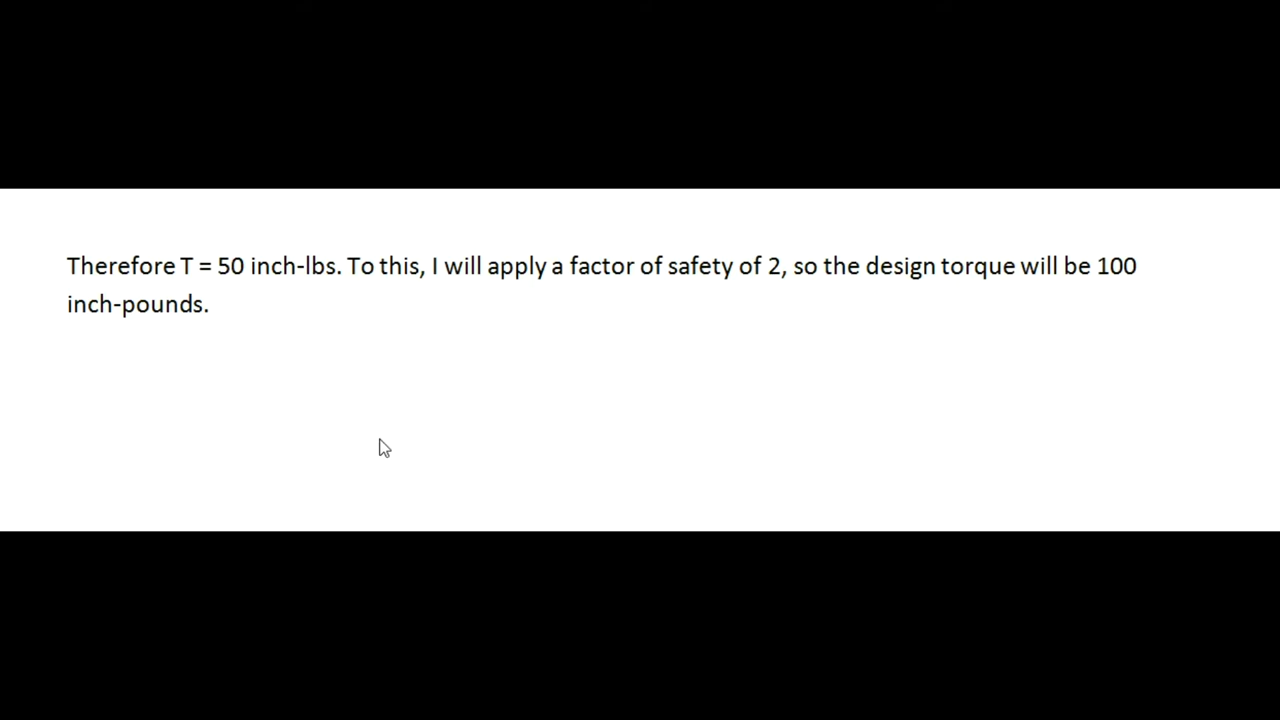 Therefore T = 50 inch-lbs. To this, I will apply a factor of safety of 2, so the design torque will be 100
inch-pounds.